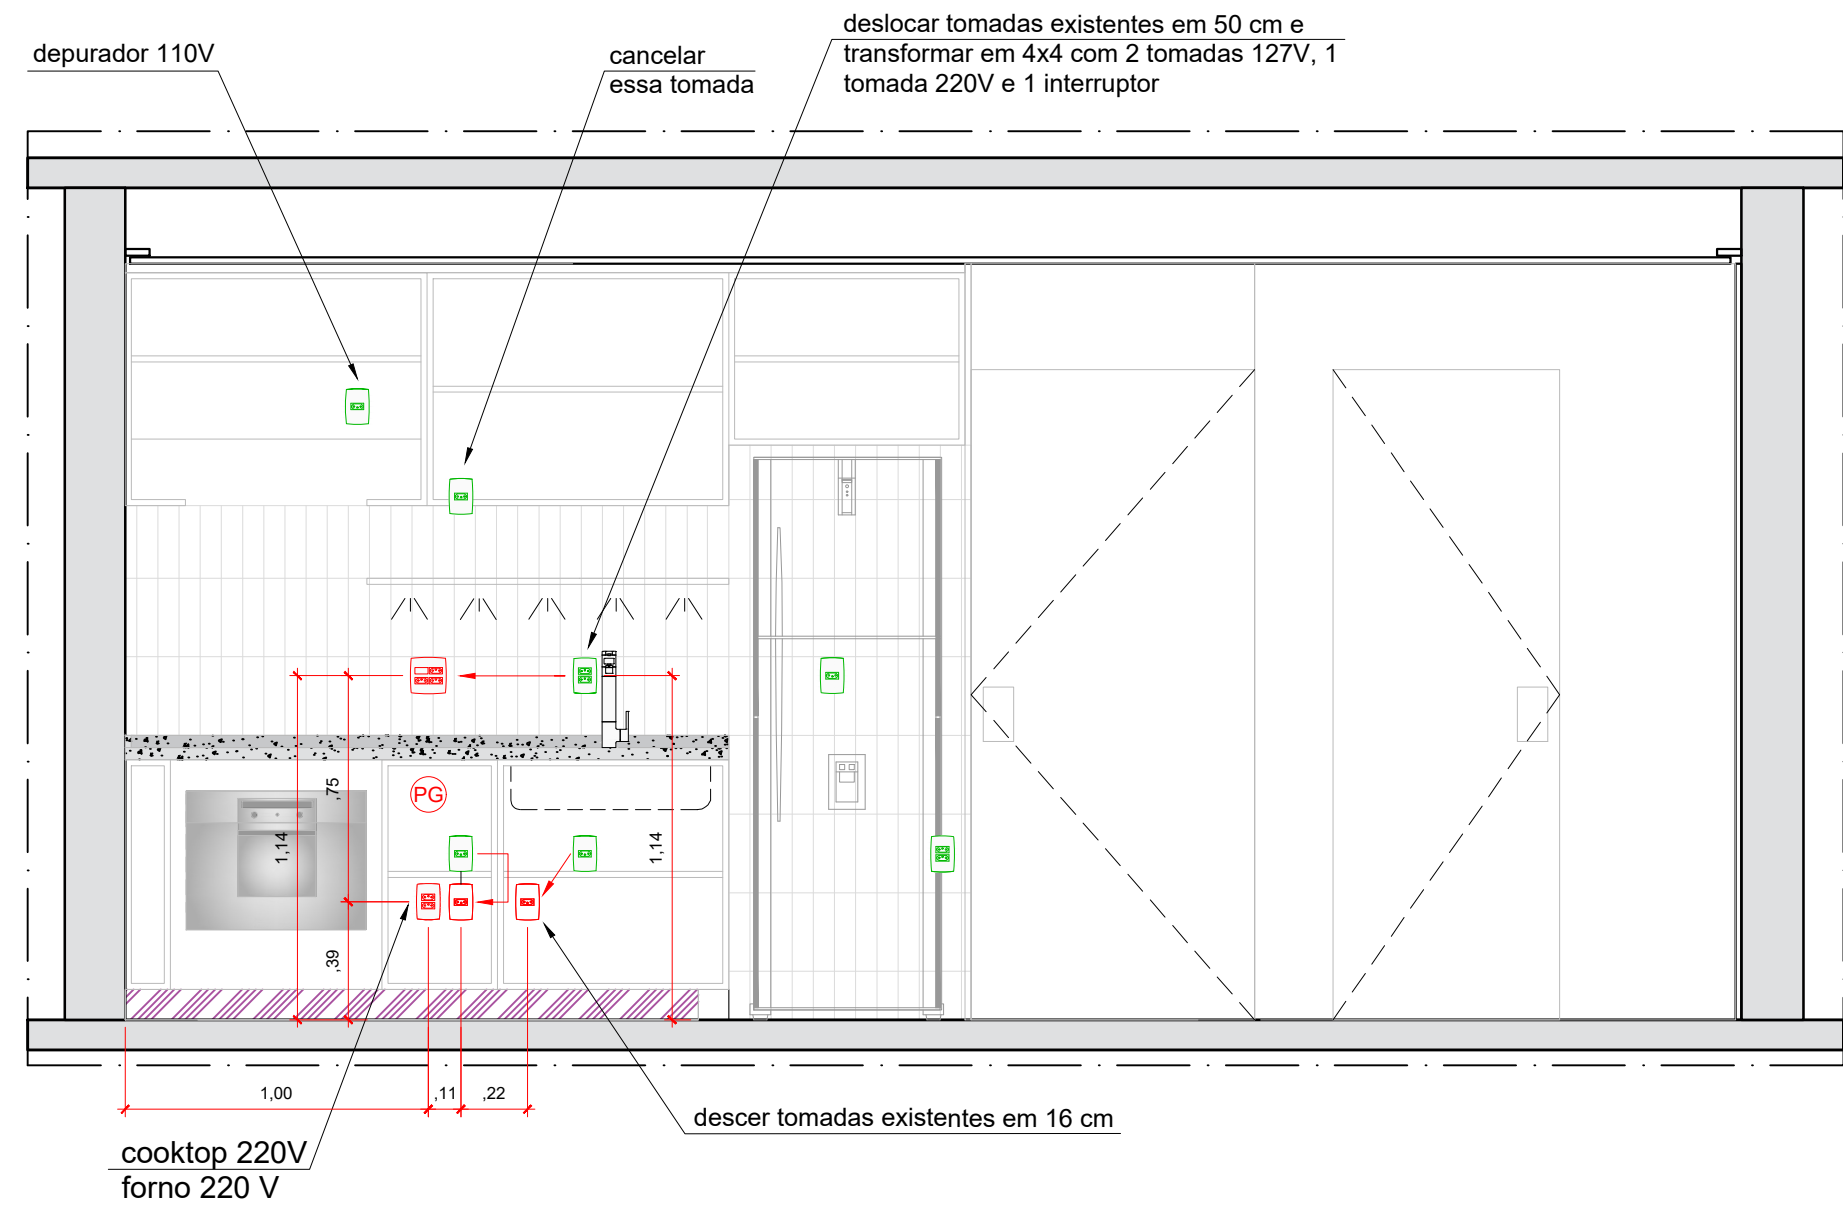 deslocar tomadas existentes em 50 cm e
transformar em 4x4 com 2 tomadas 127V, 1
tomada 220V e 1 interruptor
depurador 110V
cancelar
essa tomada
PG
,75
1,14
1,14
,39
1,00
,11
,22
descer tomadas existentes em 16 cm
cooktop 220V
forno 220 V